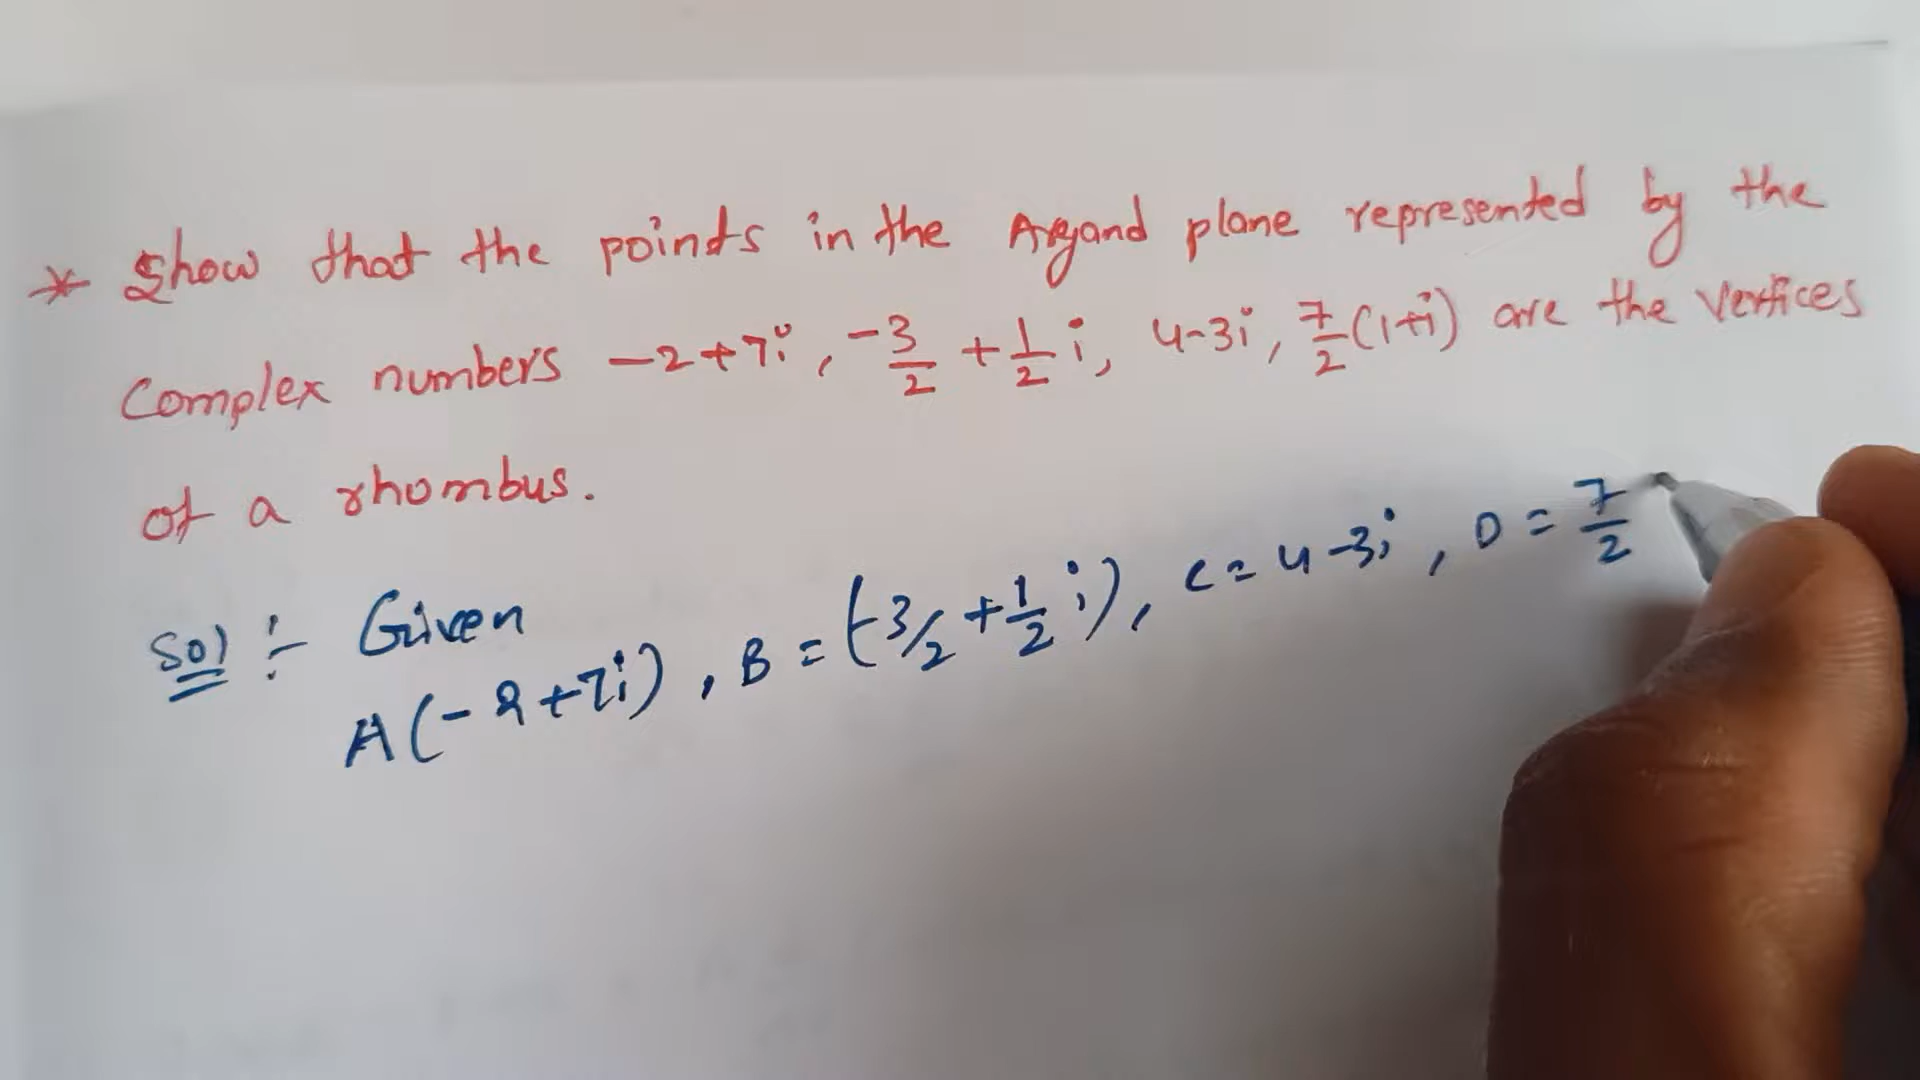 * Show that the points in the Argand plane represented by the
Complex numbers -2+7i, -3/2 + 1/2 i, 4-3i, 7/2 (1+i) are the vertices
of a rhombus.
Sol :- Given
A(-2+7i), B = (-3/2 + 1/2 i), C = 4-3i, D = 7/2